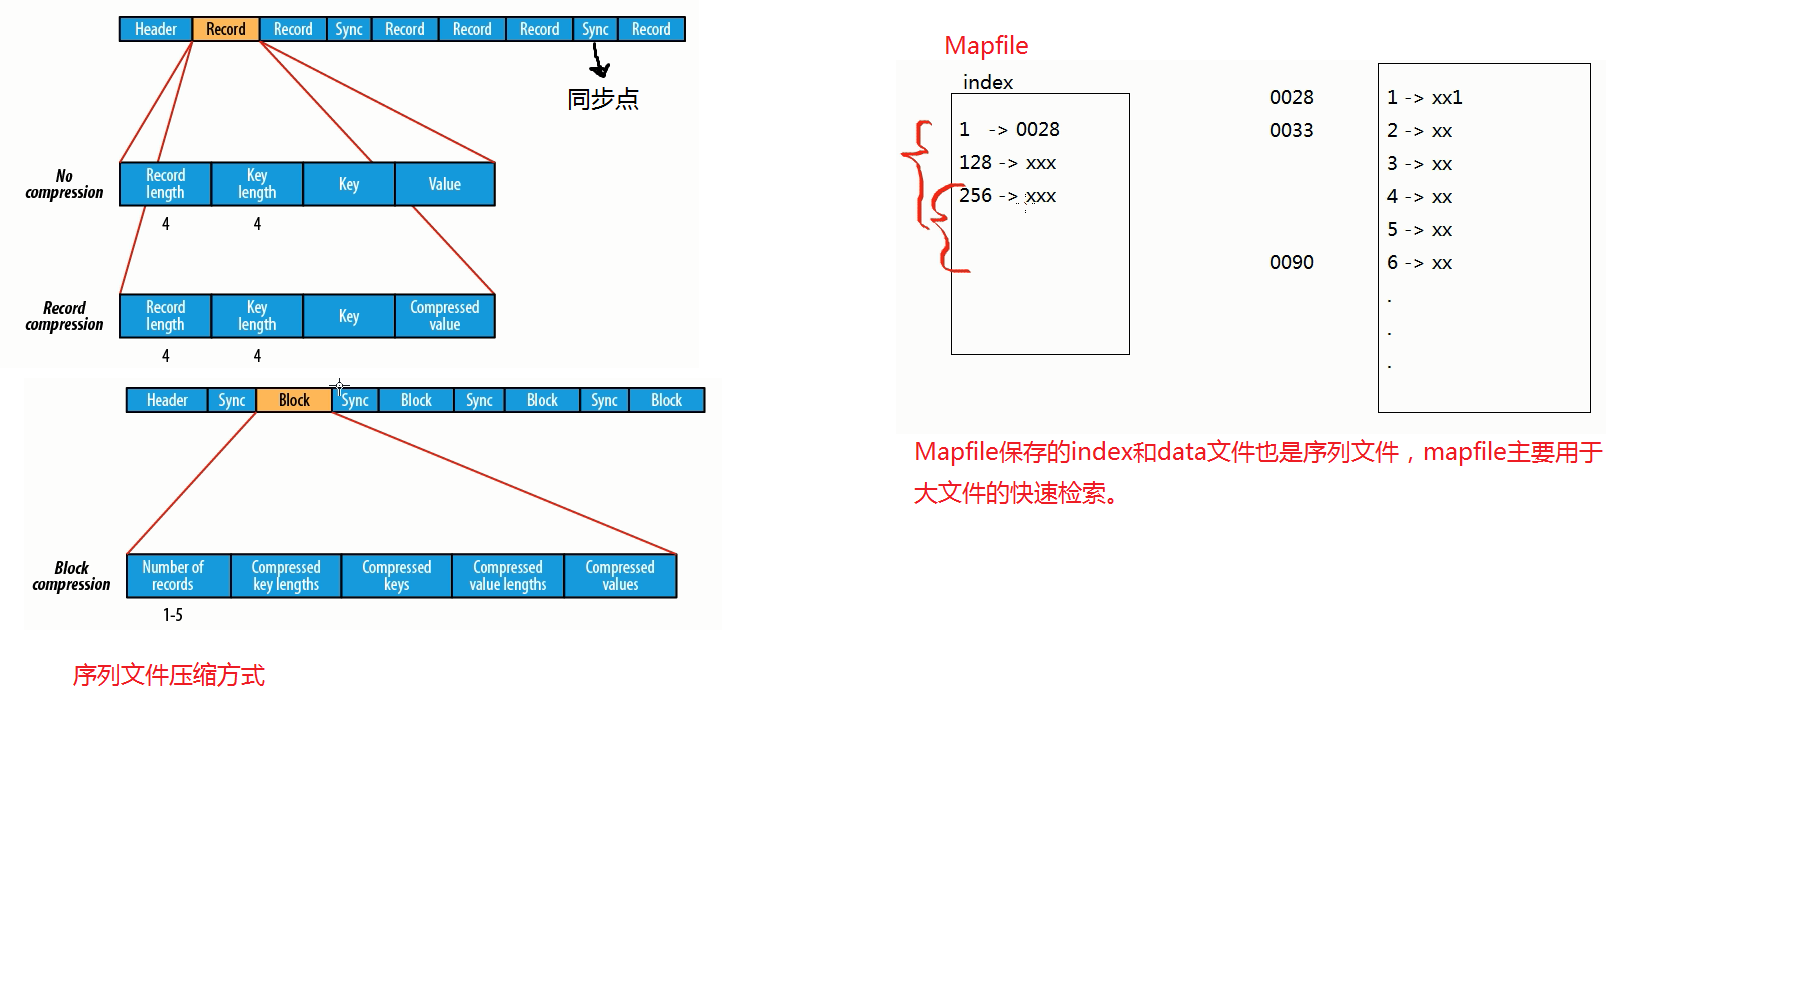 Header Record Record Sync Record Record Record Sync Record
同步点
No compression
Record length Key length Key Value
4 4
Record compression
Record length Key length Key Compressed value
4 4
Header Sync Block Sync Block Sync Block Sync Block
Block compression
Number of records Compressed key lengths Compressed keys Compressed value lengths Compressed values
1-5
序列文件压缩方式
Mapfile
index
1 -> 0028
128 -> xxx
256 -> xxx
0028 1 -> xx1
0033 2 -> xx
3 -> xx
4 -> xx
5 -> xx
0090 6 -> xx
.
.
.
Mapfile保存的index和data文件也是序列文件，mapfile主要用于
大文件的快速检索。